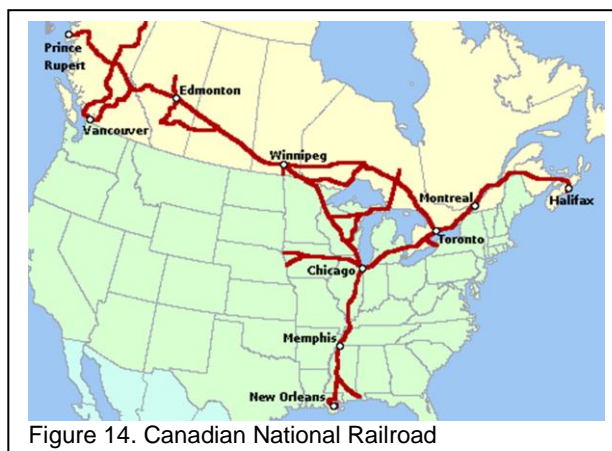 Prince
Rupert
Edmonton
Vancouver
Winnipeg
Montreal
Halifax
Toronto
Chicago
Memphis
New Orleans
Figure 14. Canadian National Railroad